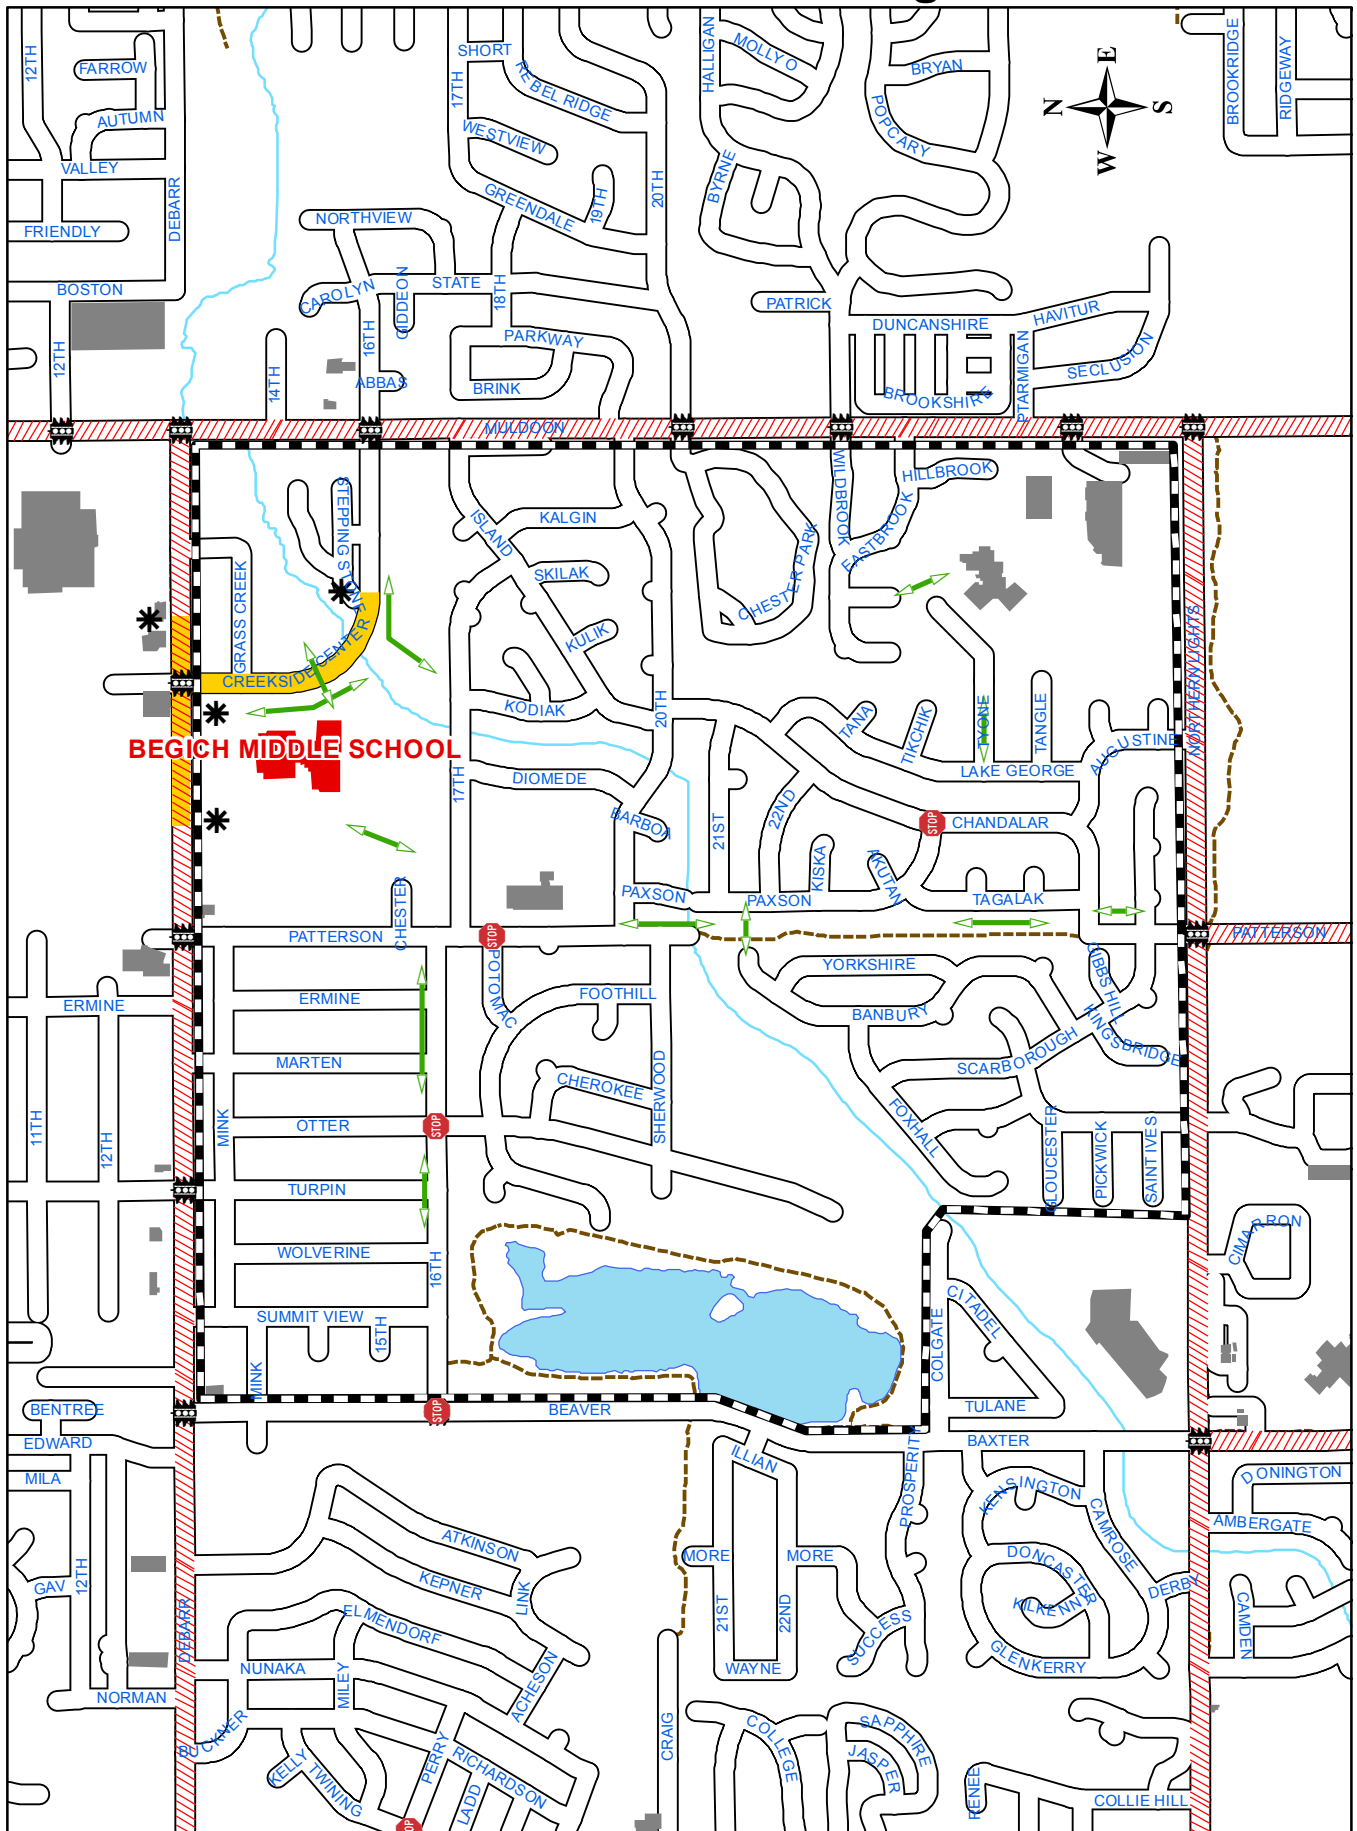 12TH
FARROW
AUTUMN
VALLEY
DEBARR
FRIENDLY
BOSTON
12TH
SHORT
17TH
REBEL RIDGE
WESTVIEW
GREENDALE
19TH
20TH
NORTHVIEW
CAROLYN
STATE
GIDDEON
18TH
16TH
PARKWAY
14TH
ABBAS
BRINK
HALLIGAN
MOLLY O
BRYAN
POPCARY
BYRNE
N
E
S
W
BROOKRIDGE
RIDGEWAY
PATRICK
DUNCANSHIRE
HAVITUR
PTARMIGAN
SECLUSION
BROOKSHIRE
MULDOON
STEPPING STONE
ISLAND
KALGIN
SKILAK
KULIK
WILDBROOK
HILLBROOK
EASTBROOK
CHESTER PARK
GRASS CREEK
CREEKSIDE CENTER
NORTHERN LIGHTS
KODIAK
20TH
TANA
TIKCHIK
TYONE
TANGLE
AUGUSTINE
BEGICH MIDDLE SCHOOL
17TH
DIOMEDE
LAKE GEORGE
BARBOA
21ST
22ND
STOP
CHANDALAR
KISKA
AKUTAN
CHESTER
PAXSON
PAXSON
TAGALAK
PATTERSON
STOP
PATTERSON
POTOMAC
YORKSHIRE
GIBBS HILL
ERMINE
ERMINE
FOOTHILL
BANBURY
KINGSBRIDGE
MARTEN
CHEROKEE
SCARBOROUGH
SHERWOOD
11TH
12TH
MINK
OTTER
STOP
FOXHALL
GLOUCESTER
PICKWICK
SAINT IVES
TURPIN
WOLVERINE
16TH
CIMARRON
SUMMIT VIEW
15TH
MINK
COLGATE
CITADEL
TULANE
BENTREE
STOP
BEAVER
EDWARD
BAXTER
MILA
ILLIAN
PROSPERITY
KENSINGTON
CAMROSE
DONINGTON
AMBERGATE
ATKINSON
MORE
MORE
DONCASTER
GAV
12TH
KEPNER
LINK
KILKENNY
DERBY
CAMDEN
ELMENDORF
21ST
22ND
SUCCESS
DEBARR
GLENKERRY
NUNAKA
MILEY
WAYNE
ACHESON
NORMAN
BUCKNER
CRAIG
COLLEGE
SAPPHIRE
JASPER
KELLY
TWINING
PERRY
RICHARDSON
LADD
RENEE
COLLIE HILL